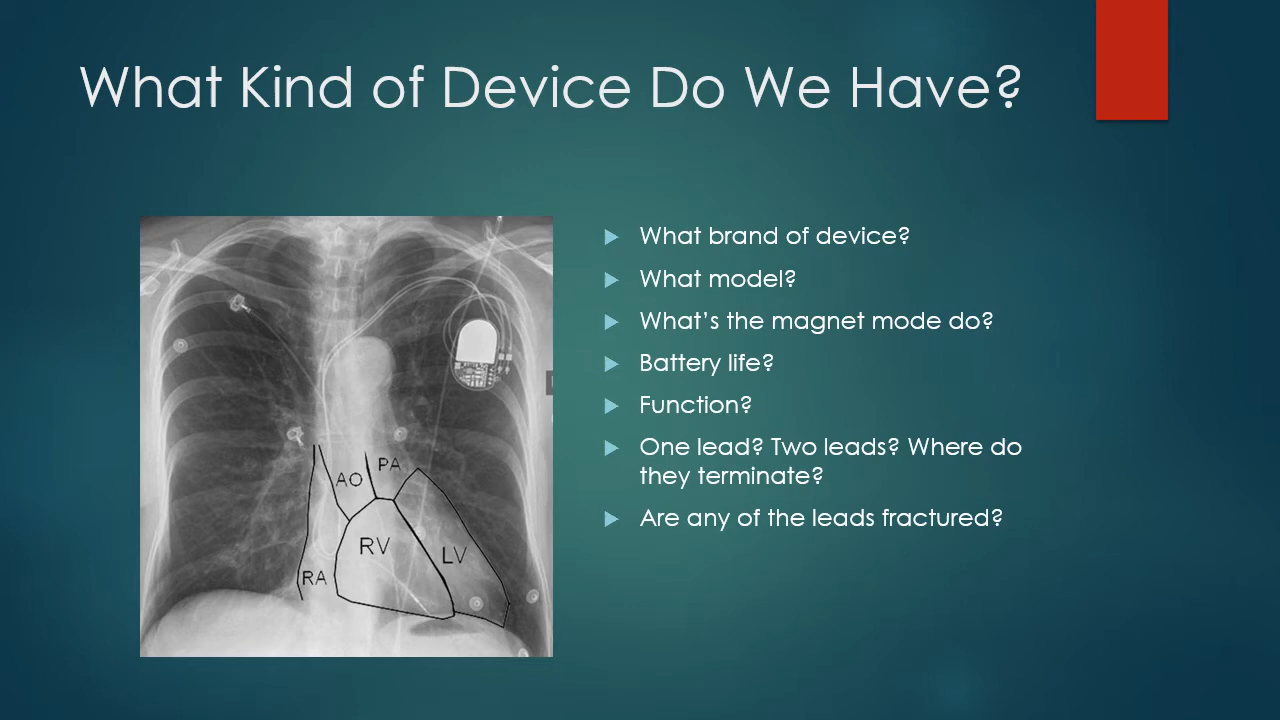 What Kind of Device Do We Have?
What brand of device?
What model?
What's the magnet mode do?
Battery life?
Function?
One lead? Two leads? Where do
they terminate?
Are any of the leads fractured?
PA
AO
RV
LV
RA